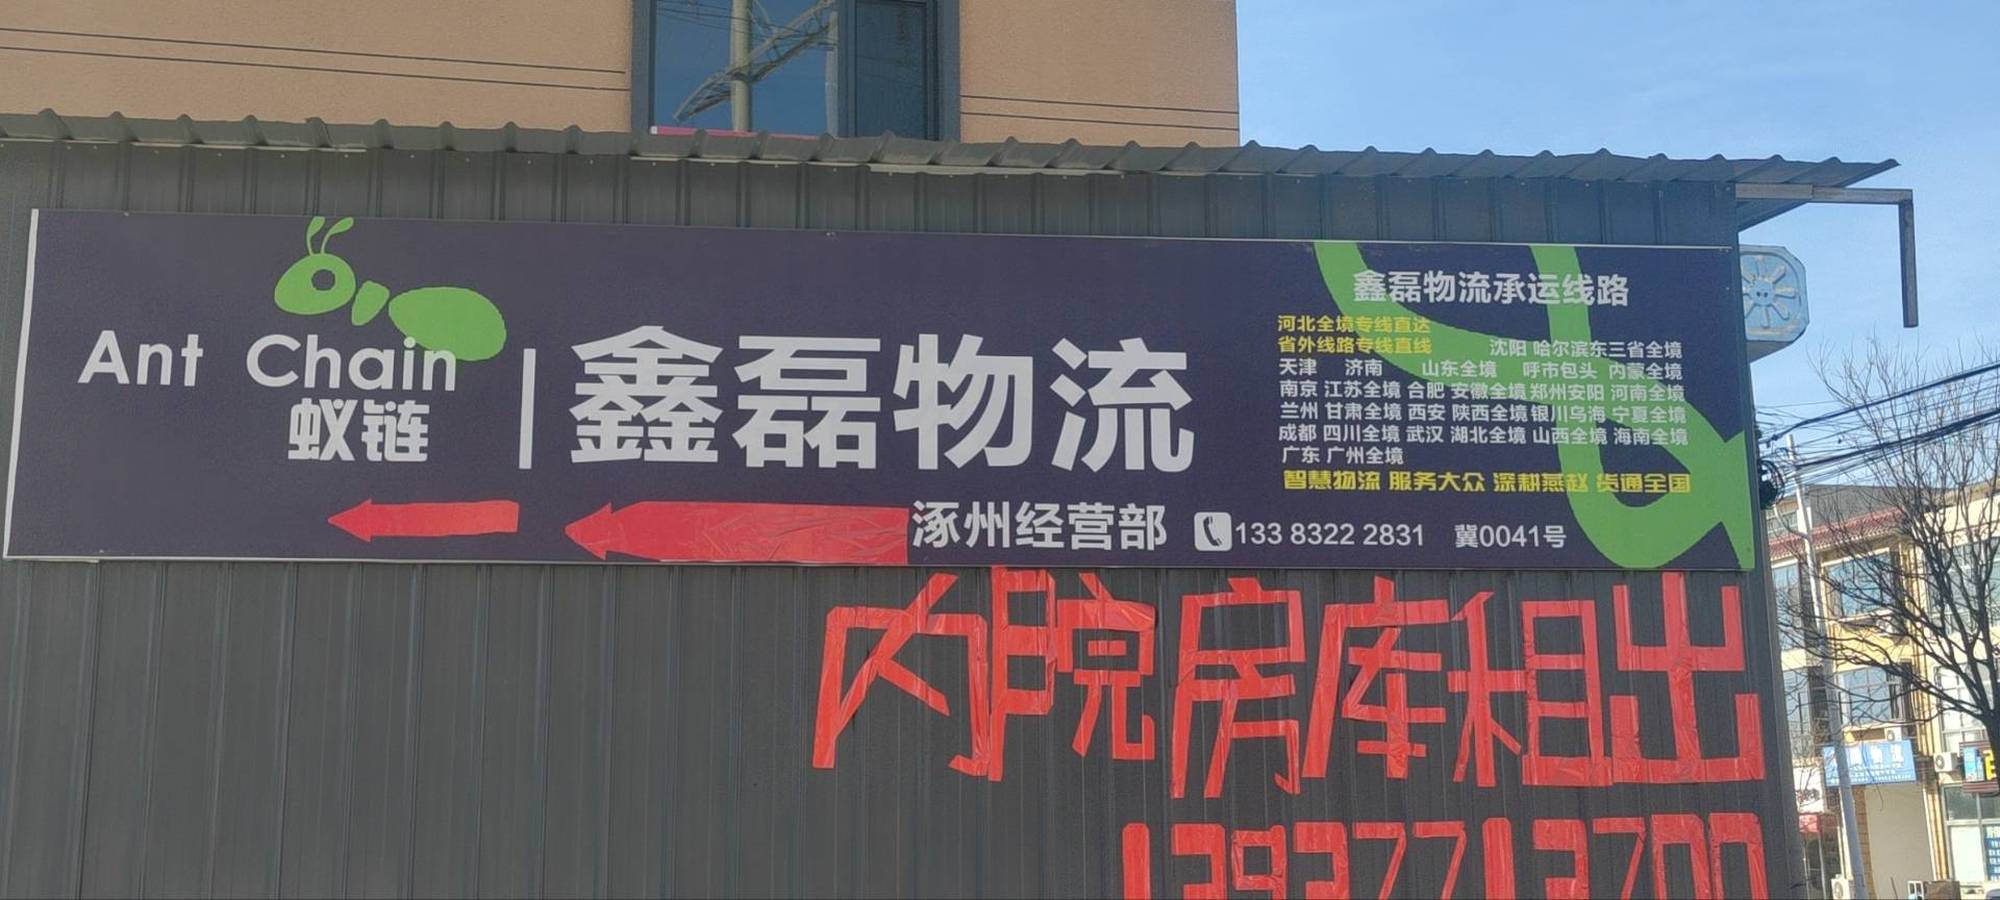 Ant Chain
蚁链
鑫磊物流
鑫磊物流承运线路
河北全境专线直达
省外线路专线直线 沈阳 哈尔滨东三省全境
天津 济南 山东全境 呼市包头 内蒙全境
南京 江苏全境 合肥 安徽全境 郑州安阳 河南全境
兰州 甘肃全境 西安 陕西全境 银川乌海 宁夏全境
成都 四川全境 武汉 湖北全境 山西全境 海南全境
广东 广州全境
智慧物流 服务大众 深耕燕赵 货通全国
涿州经营部 133 8322 2831 冀0041号
内院房库租出
物流